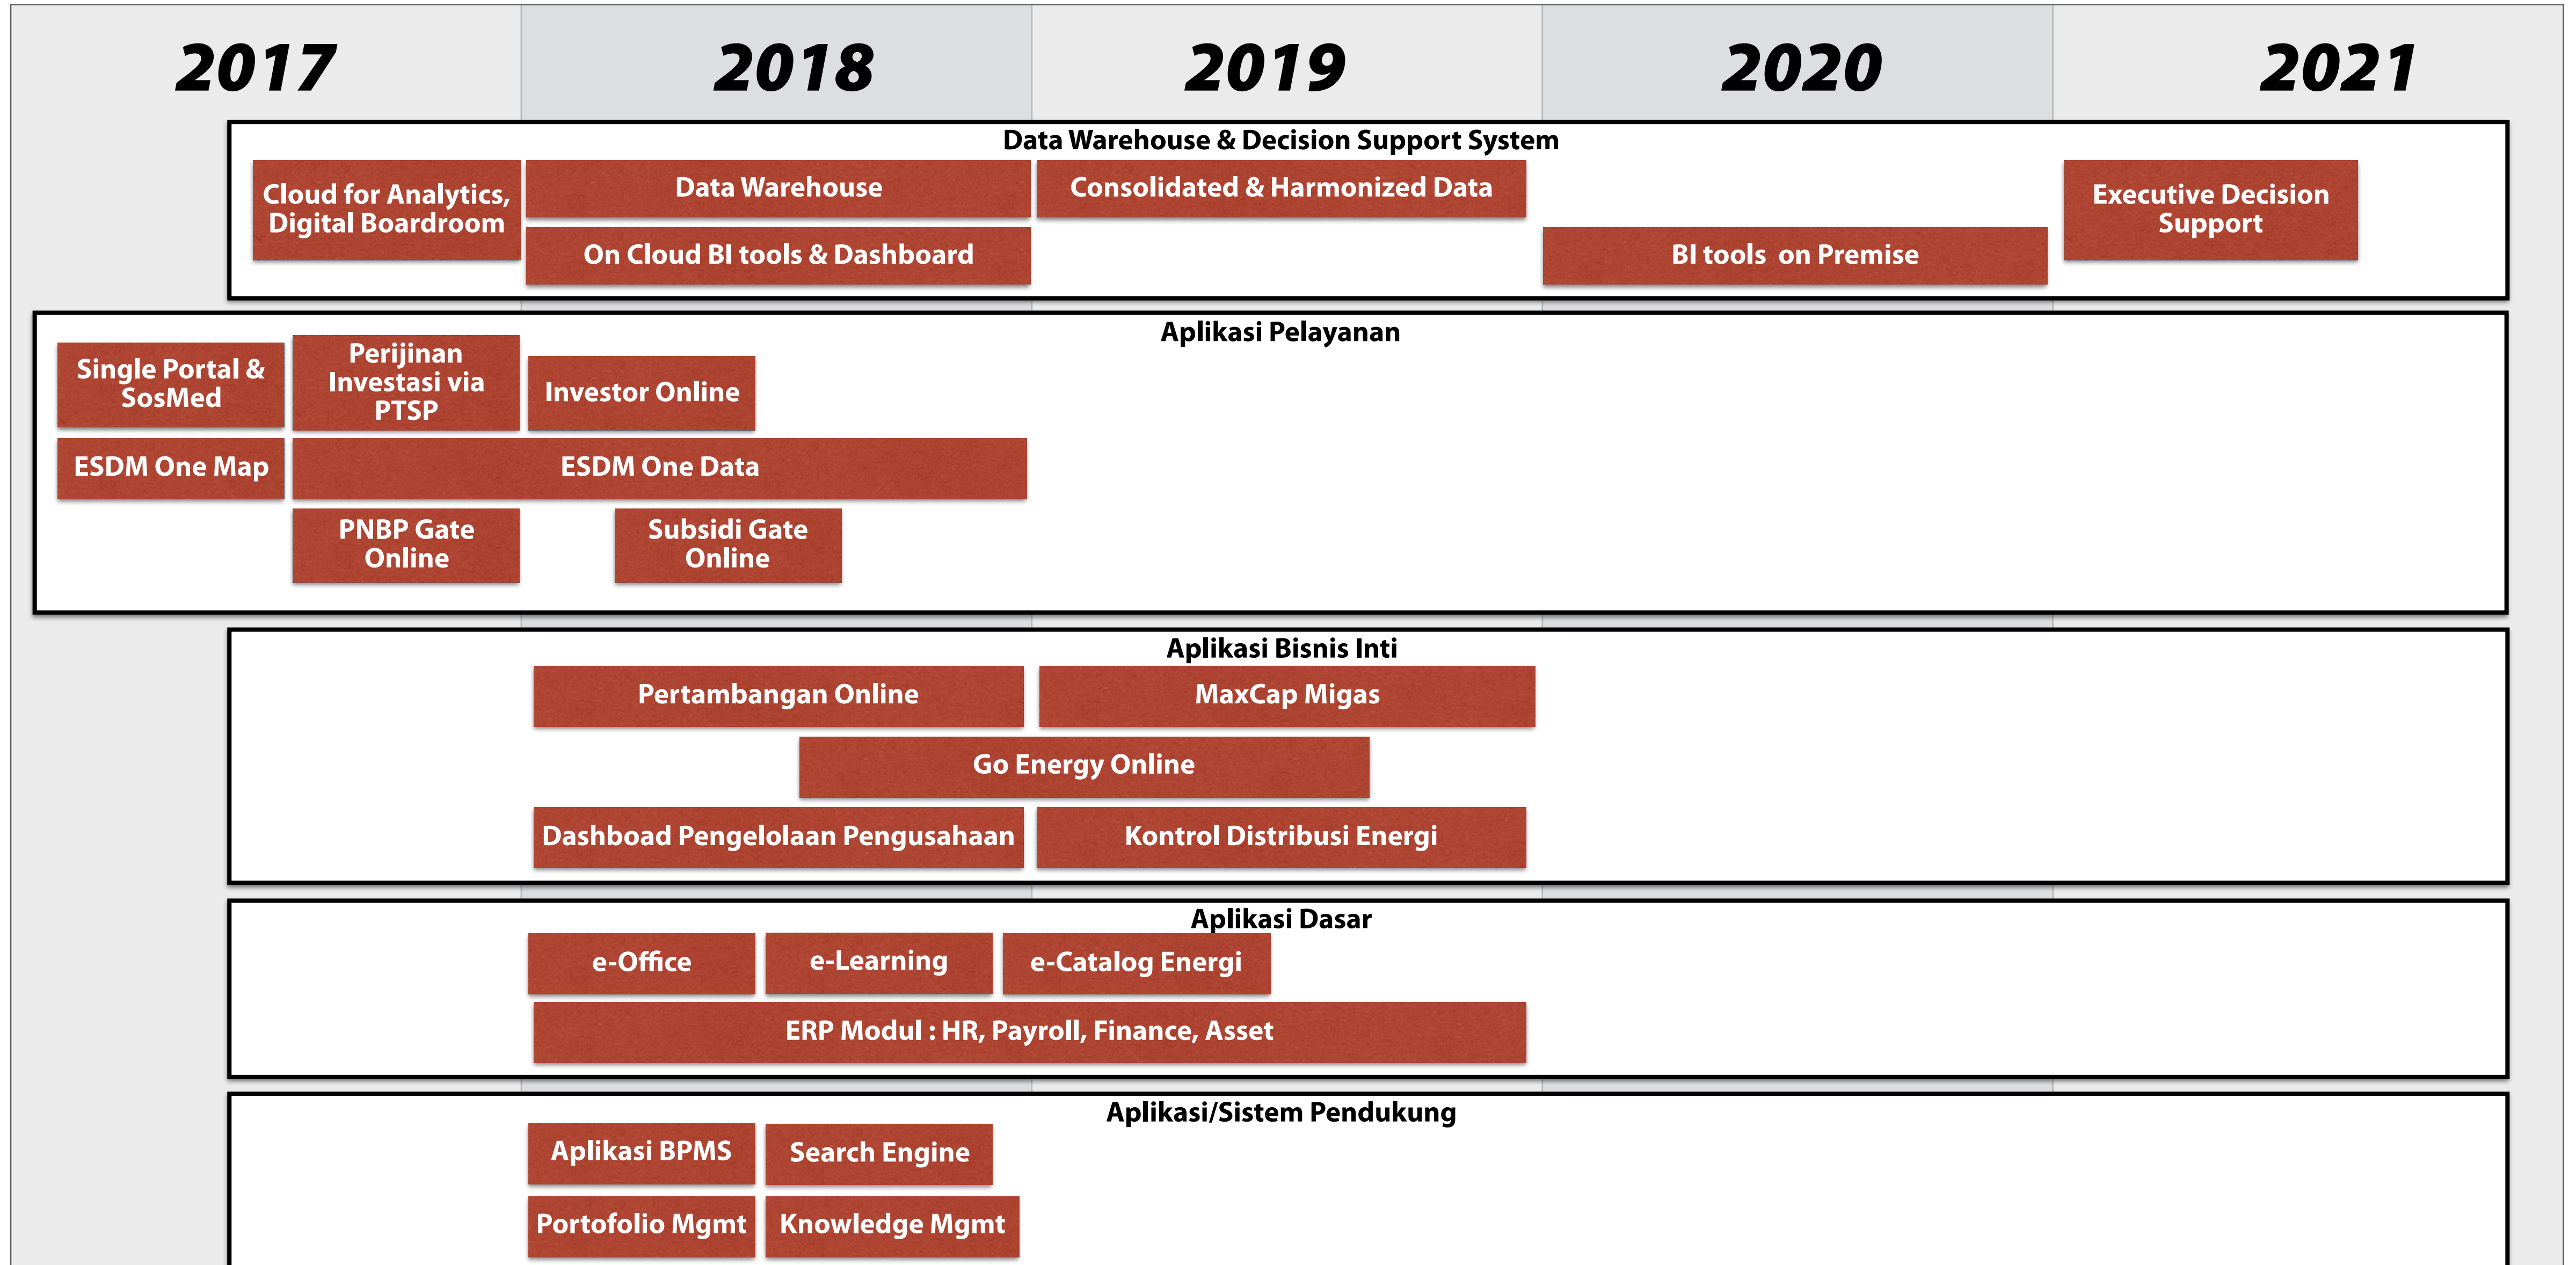 2017 2018 2019 2020 2021
Data Warehouse & Decision Support System
Cloud for Analytics,
Digital Boardroom
Data Warehouse
Consolidated & Harmonized Data
Executive Decision
Support
On Cloud BI tools & Dashboard
BI tools on Premise
Aplikasi Pelayanan
Single Portal &
SosMed
Perijinan
Investasi via
PTSP
Investor Online
ESDM One Map
ESDM One Data
PNBP Gate
Online
Subsidi Gate
Online
Aplikasi Bisnis Inti
Pertambangan Online
MaxCap Migas
Go Energy Online
Dashboad Pengelolaan Pengusahaan
Kontrol Distribusi Energi
Aplikasi Dasar
e-Office
e-Learning
e-Catalog Energi
ERP Modul : HR, Payroll, Finance, Asset
Aplikasi/Sistem Pendukung
Aplikasi BPMS
Search Engine
Portofolio Mgmt
Knowledge Mgmt